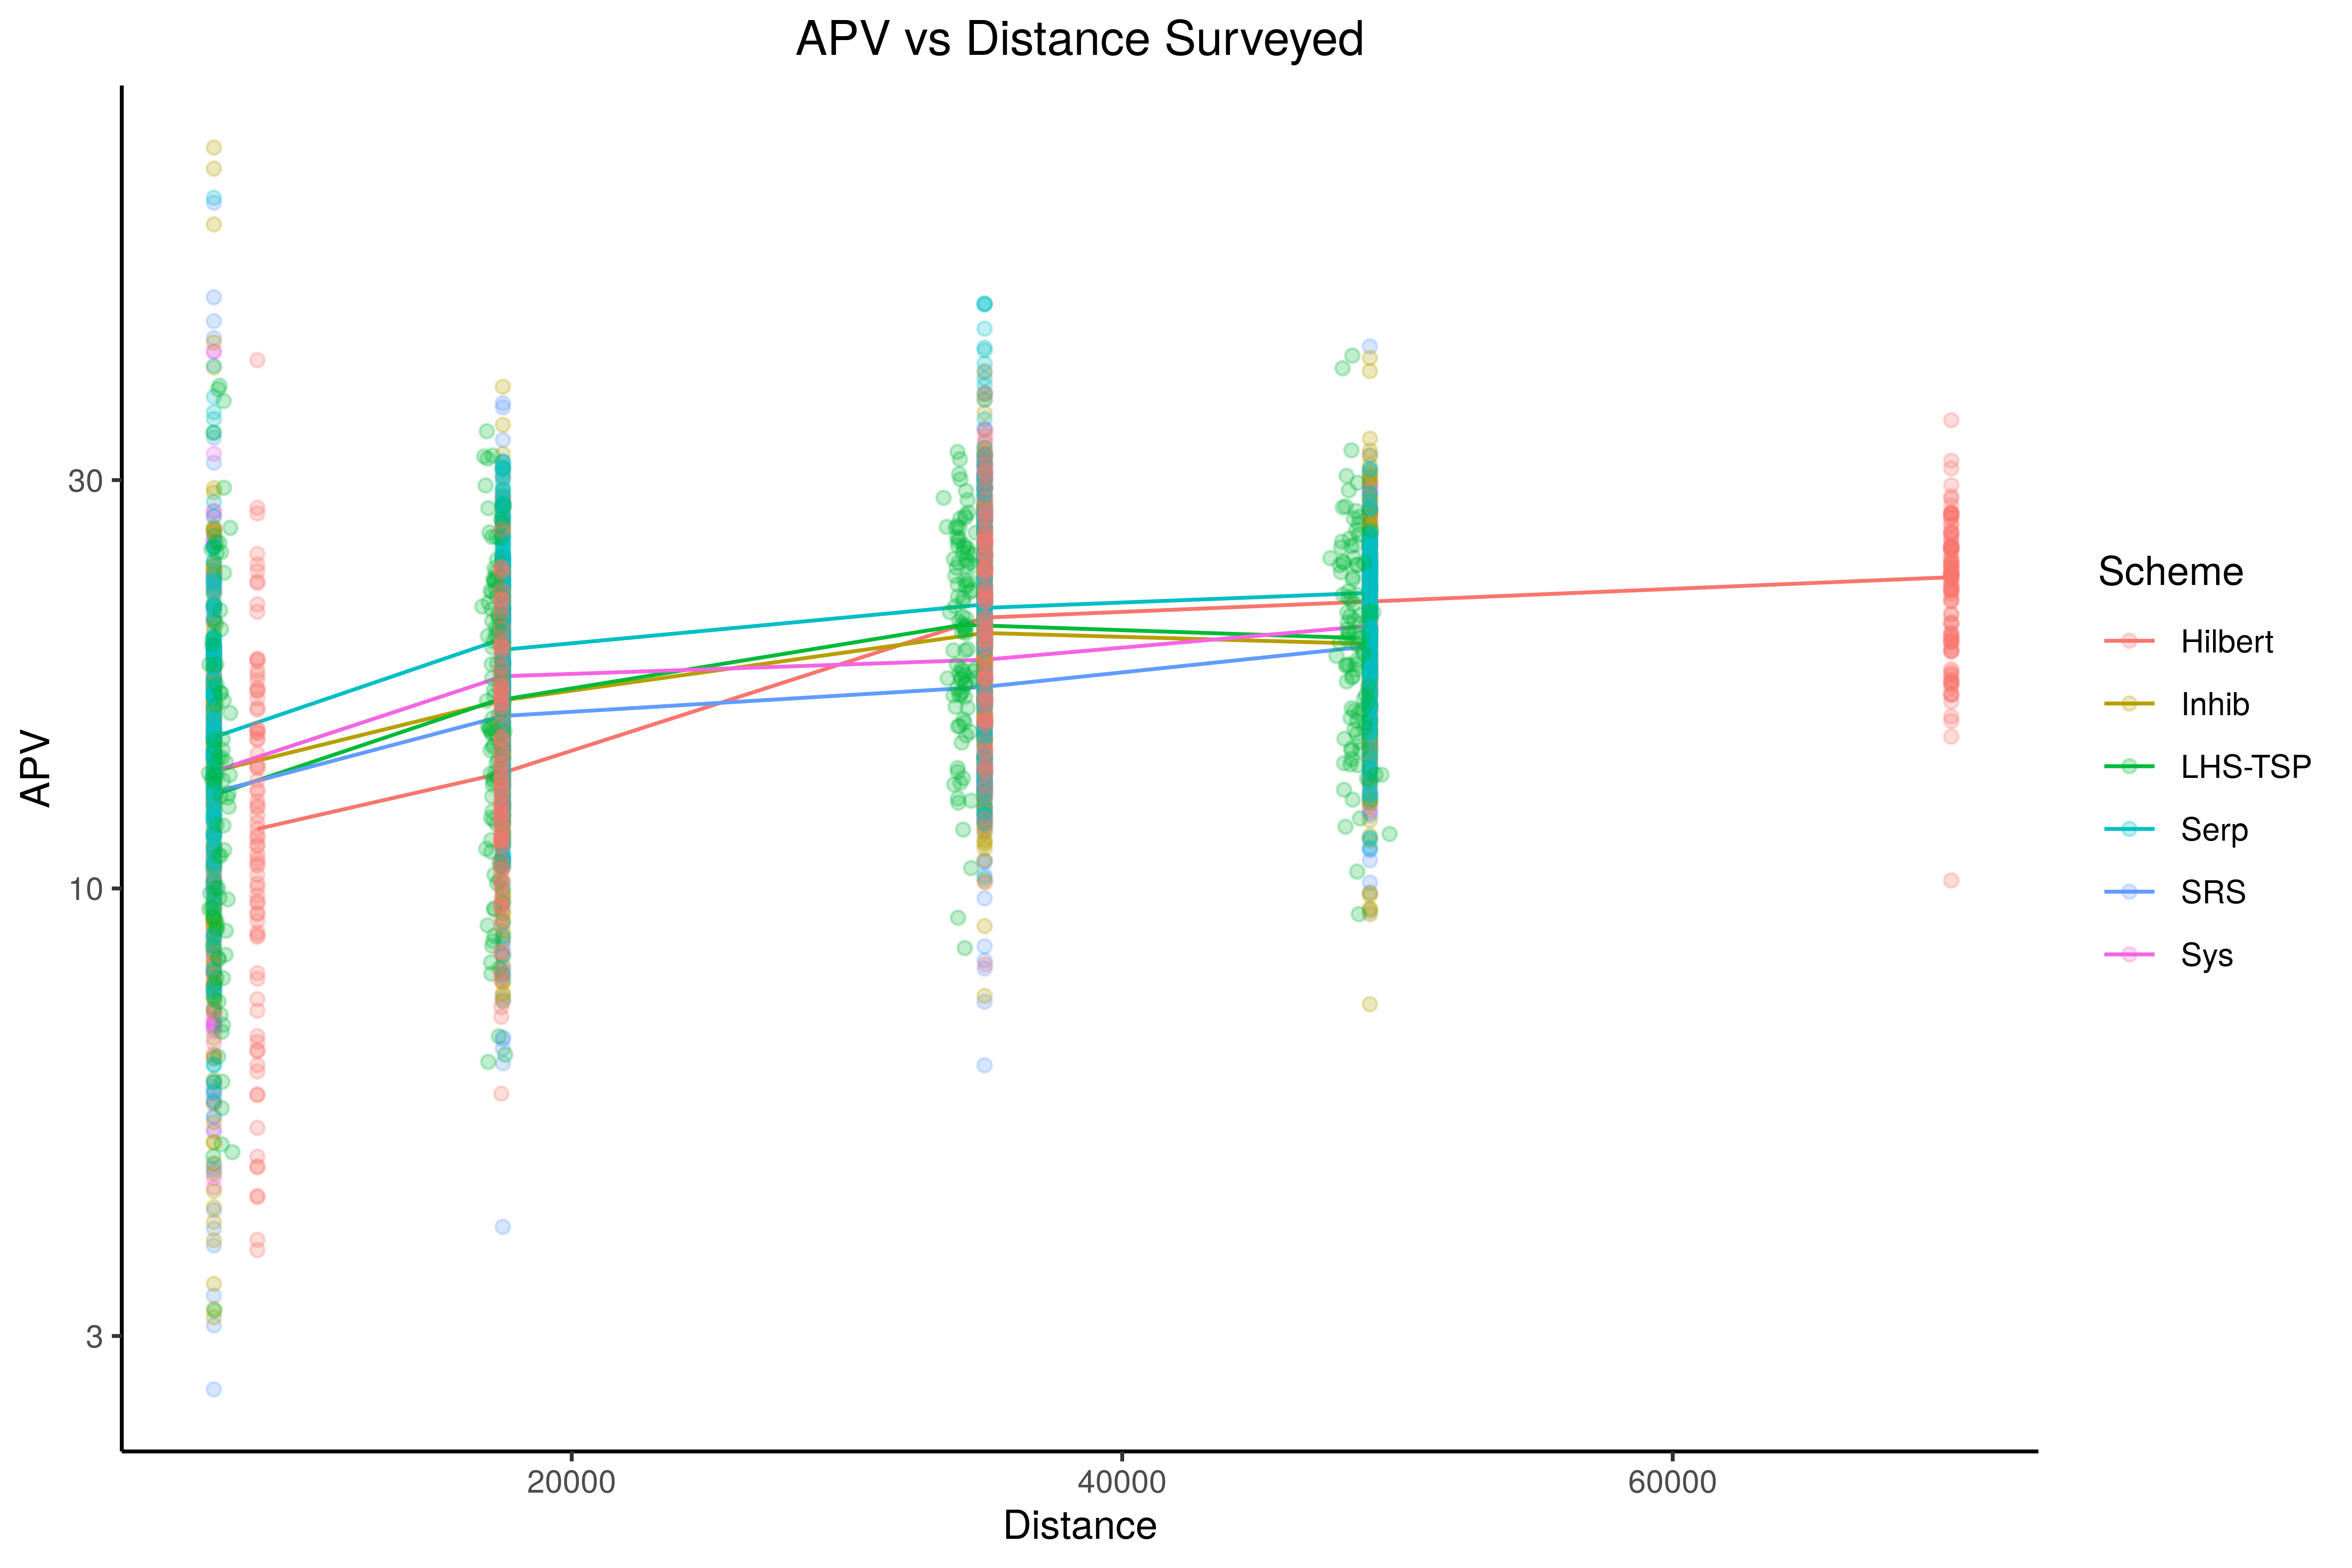 APV vs Distance Surveyed
APV
30
10
3
20000
40000
60000
Distance
Scheme
Hilbert
Inhib
LHS-TSP
Serp
SRS
Sys